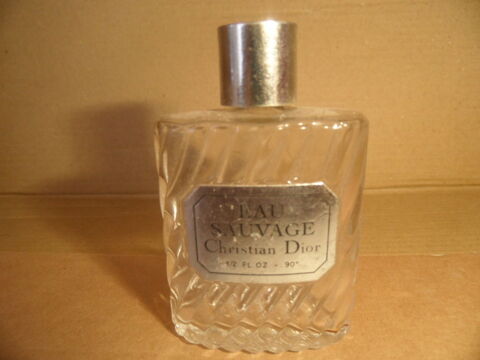 EAU
SAUVAGE
Christian Dior
1/2 FL OZ - 90°